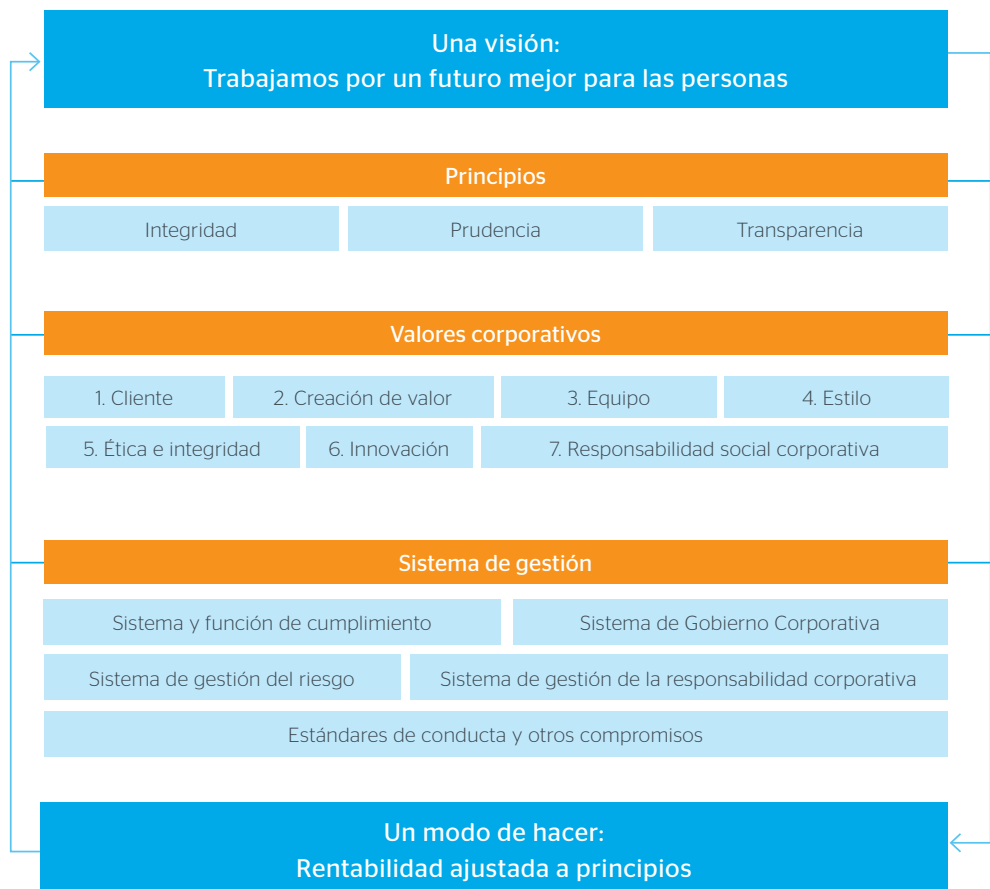 Una visión:
Trabajamos por un futuro mejor para las personas
Principios
Integridad
Prudencia
Transparencia
Valores corporativos
1. Cliente
2. Creación de valor
3. Equipo
4. Estilo
5. Ética e integridad
6. Innovación
7. Responsabilidad social corporativa
Sistema de gestión
Sistema y función de cumplimiento
Sistema de Gobierno Corporativa
Sistema de gestión del riesgo
Sistema de gestión de la responsabilidad corporativa
Estándares de conducta y otros compromisos
Un modo de hacer:
Rentabilidad ajustada a principios